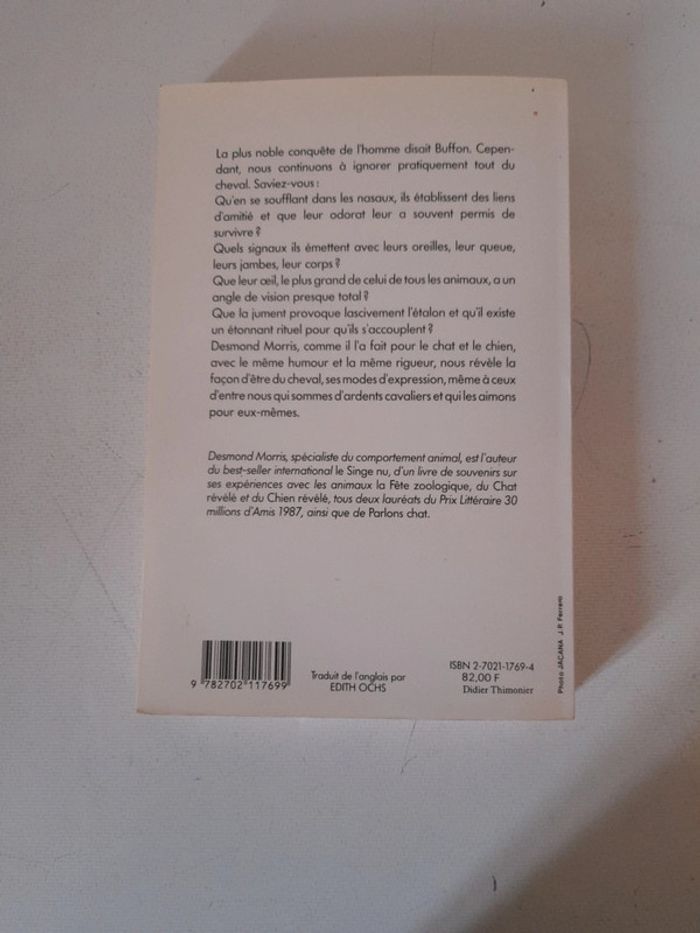 La plus noble conquête de l'homme disait Buffon. Cepen-
dant, nous continuons à ignorer pratiquement tout du
cheval. Saviez-vous :
Qu'en se soufflant dans les nasaux, ils établissent des liens
d'amitié et que leur odorat leur a souvent permis de
survivre ?
Quels signaux ils émettent avec leurs oreilles, leur queue,
leurs jambes, leur corps ?
Que leur œil, le plus grand de celui de tous les animaux, a un
angle de vision presque total ?
Que la jument provoque lascivement l'étalon et qu'il existe
un étonnant rituel pour qu'ils s'accouplent ?
Desmond Morris, comme il l'a fait pour le chat et le chien,
avec le même humour et la même rigueur, nous révèle la
façon d'être du cheval, ses modes d'expression, même à ceux
d'entre nous qui sommes d'ardents cavaliers et qui les aimons
pour eux-mêmes.
Desmond Morris, spécialiste du comportement animal, est l'auteur
du best-seller international le Singe nu, d'un livre de souvenirs sur
ses expériences avec les animaux la Fête zoologique, du Chat
révélé et du Chien révélé, tous deux lauréats du Prix Littéraire 30
millions d'Amis 1987, ainsi que de Parlons chat.
9 782702 117699
Traduit de l'anglais par
EDITH OCHS
ISBN 2-7021-1769-4
82,00 F
Didier Thimonier
Photo JACANA J.P. Ferrero